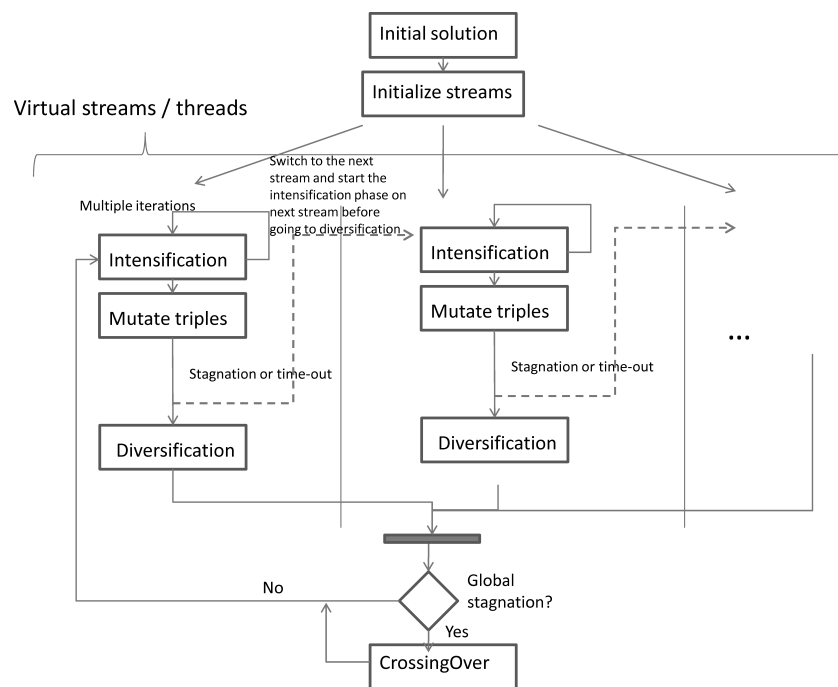 Initial solution
Initialize streams
Virtual streams / threads
Switch to the next
stream and start the
intensification phase on
next stream before
going to diversification
Multiple iterations
Intensification
Mutate triples
Stagnation or time-out
Diversification
Intensification
Mutate triples
Stagnation or time-out
Diversification
...
Global
stagnation?
No
Yes
CrossingOver